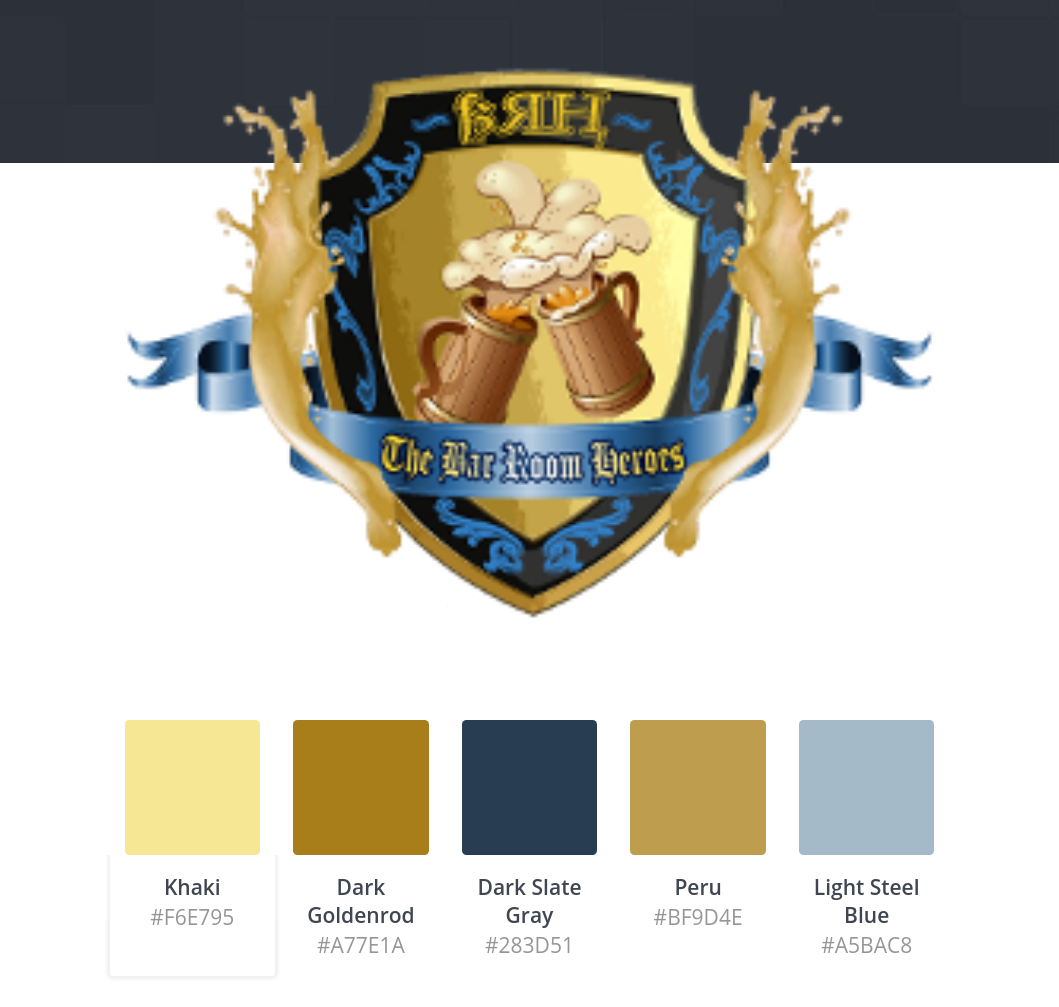 BRH
The Bar Room Heroes
Khaki
#F6E795
Dark
Goldenrod
#A77E1A
Dark Slate
Gray
#283D51
Peru
#BF9D4E
Light Steel
Blue
#A5BAC8